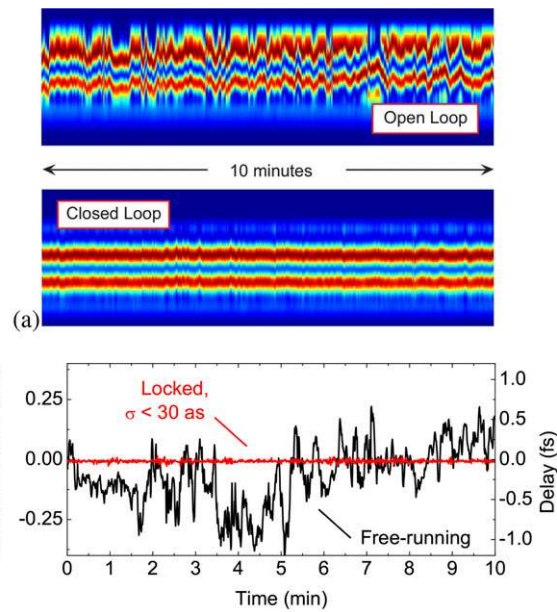 Open Loop
10 minutes
Closed Loop
(a)
0.25
0.00
-0.25
Locked,
σ < 30 as
Free-running
1.0
0.5
0.0
-0.5
-1.0
Delay (fs)
0 1 2 3 4 5 6 7 8 9 10
Time (min)